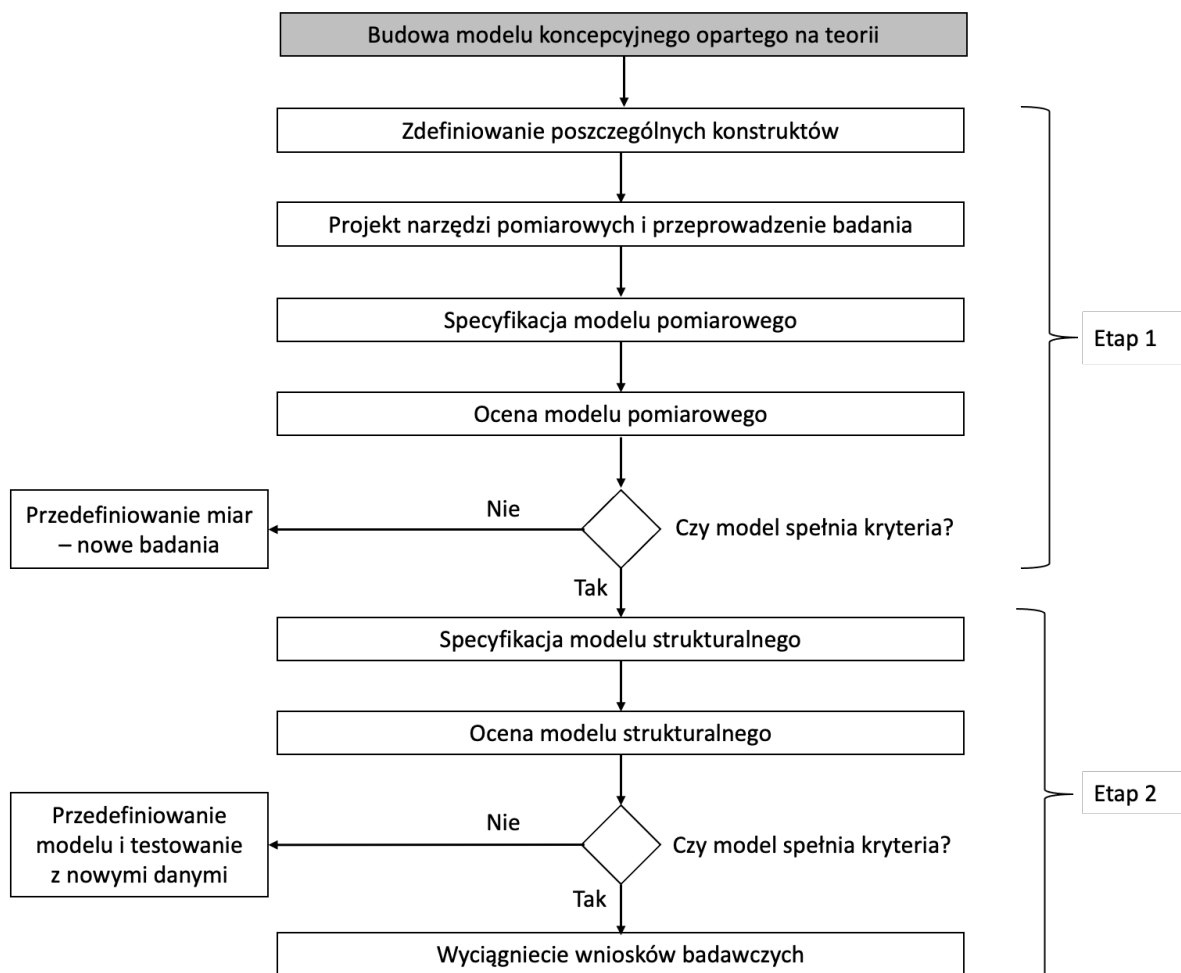 Budowa modelu koncepcyjnego opartego na teorii
Zdefiniowanie poszczególnych konstruktów
Projekt narzędzi pomiarowych i przeprowadzenie badania
Specyfikacja modelu pomiarowego
Etap 1
Ocena modelu pomiarowego
Przedefiniowanie miar
– nowe badania
Nie
Czy model spełnia kryteria?
Tak
Specyfikacja modelu strukturalnego
Ocena modelu strukturalnego
Etap 2
Przedefiniowanie
modelu i testowanie
z nowymi danymi
Nie
Czy model spełnia kryteria?
Tak
Wyciągniecie wniosków badawczych